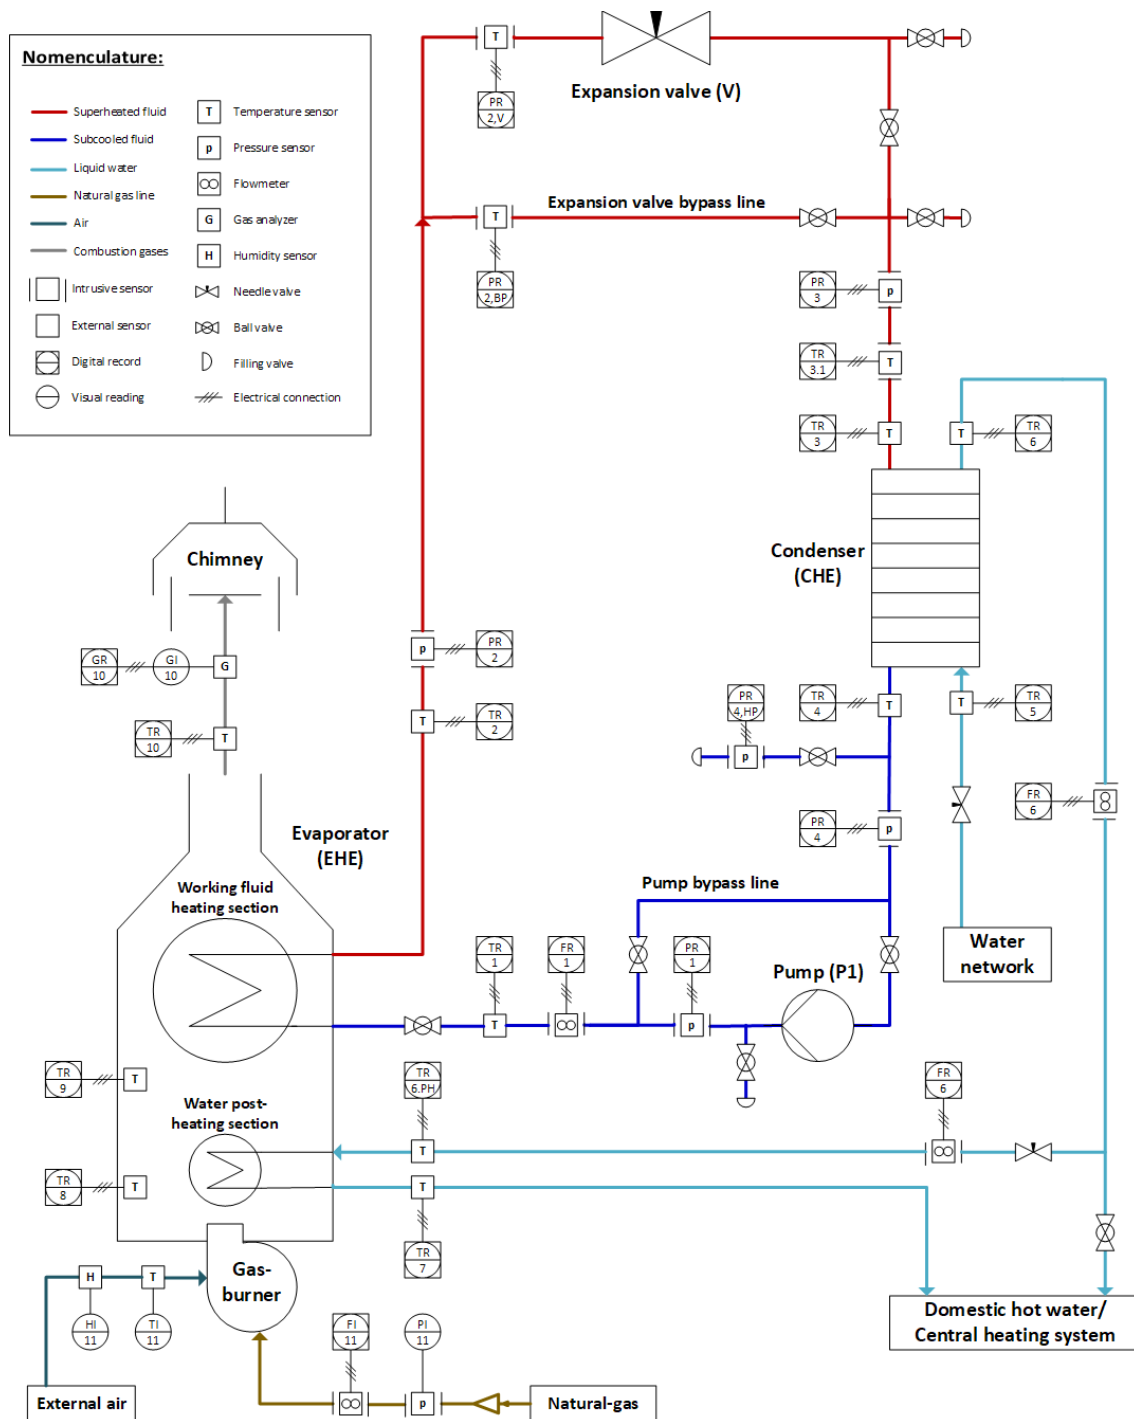 Nomenculature:
Superheated fluid
Subcooled fluid
Liquid water
Natural gas line
Air
Combustion gases
Intrusive sensor
External sensor
Digital record
Visual reading
T Temperature sensor
p Pressure sensor
Flowmeter
G Gas analyzer
H Humidity sensor
Needle valve
Ball valve
Filling valve
Electrical connection
T
PR
2,V
Expansion valve (V)
T
PR
2,BP
Expansion valve bypass line
PR
3
p
TR
3.1
T
TR
3
T
T
TR
6
Condenser
(CHE)
Chimney
GR
10
GI
10
G
TR
10
T
p
PR
2
T
TR
2
PR
4,HP
p
TR
4
T
T
TR
5
PR
4
p
FR
6
8
Evaporator
(EHE)
Working fluid
heating section
Pump bypass line
TR
1
FR
1
PR
1
Pump (P1)
Water
network
T
p
TR
9
T
Water post-
heating section
TR
6.PH
FR
6
T
TR
8
T
T
TR
7
Gas-
burner
H
T
HI
11
TI
11
FI
11
PI
11
p
External air
Natural-gas
Domestic hot water/
Central heating system